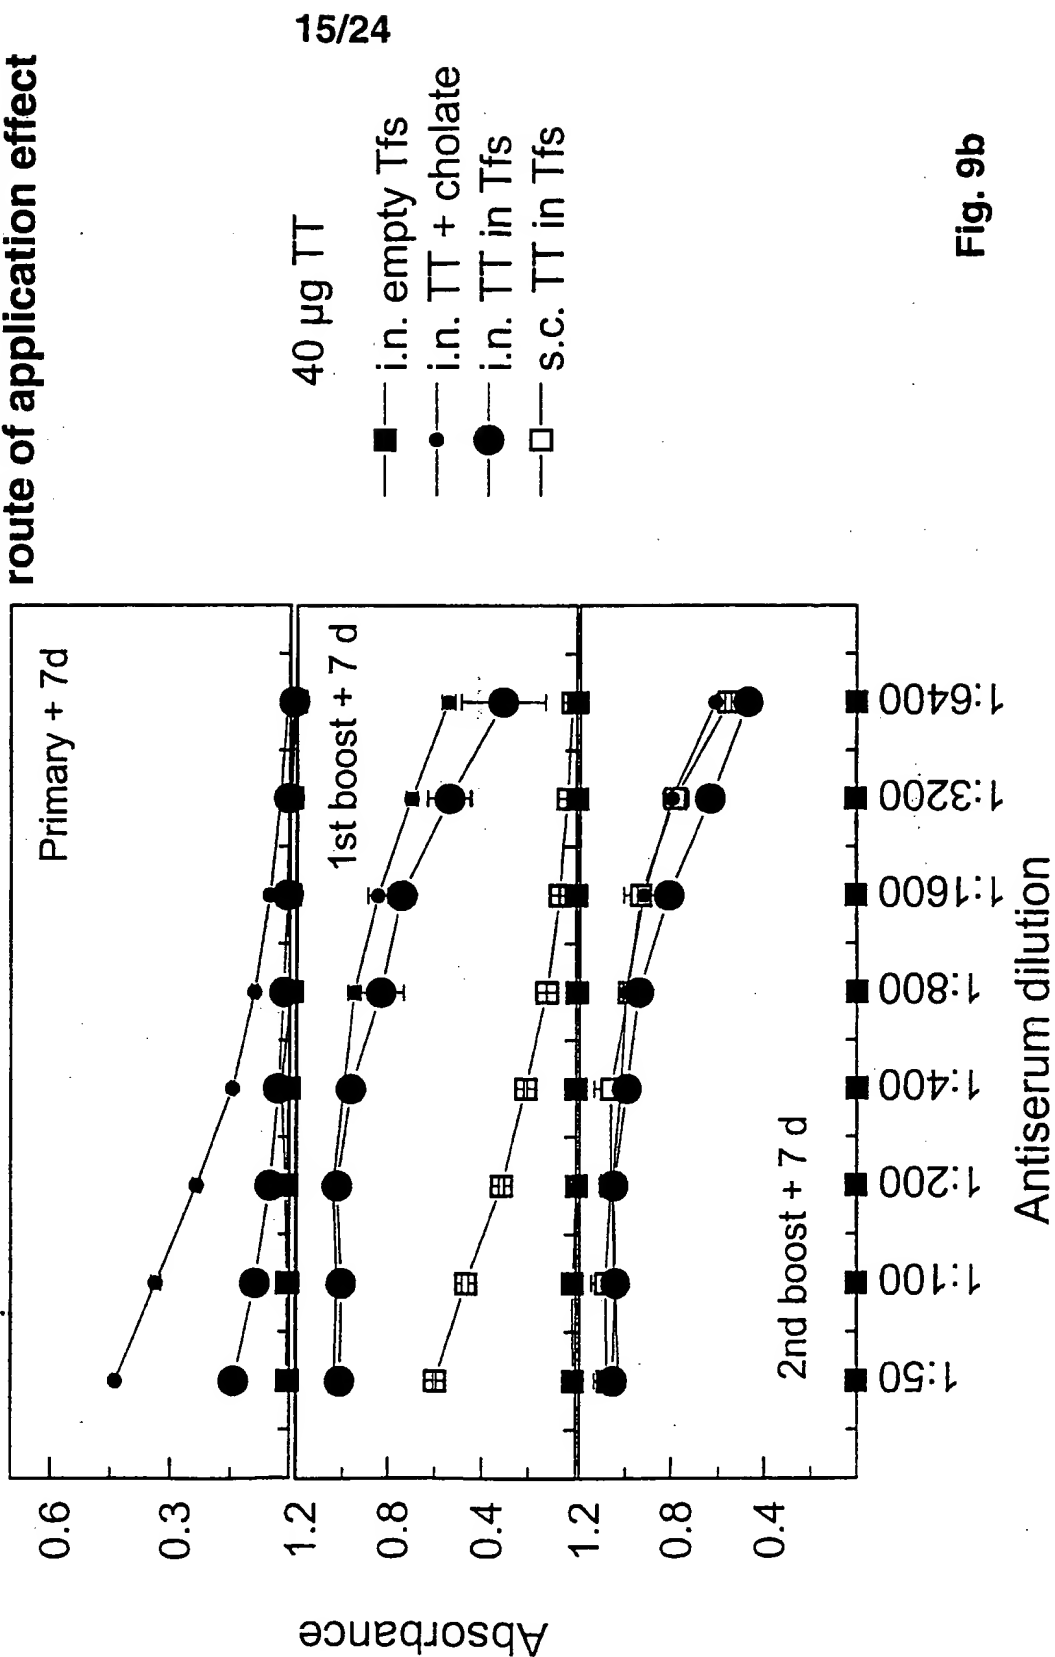 15/24
route of application effect
40 µg TT
i.n. empty Tfs
i.n. TT + cholate
i.n. TT in Tfs
s.c. TT in Tfs
Primary + 7d
1st boost + 7 d
2nd boost + 7 d
0.6
0.3
1.2
0.8
0.4
1.2
0.8
0.4
Absorbance
1:50
1:100
1:200
1:400
1:800
1:1600
1:3200
1:6400
Antiserum dilution
Fig. 9b